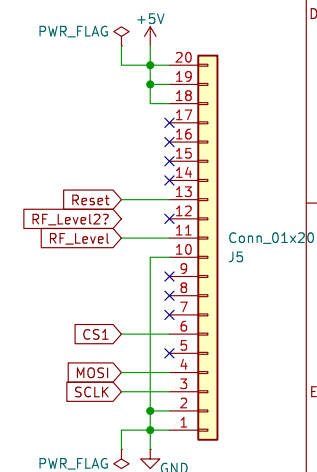 +5V
PWR_FLAG
D
20
19
18
17
16
15
14
Reset 13
RF_Level2? 12
RF_Level 11
Conn_01x20
10
J5
9
8
7
CS1 6
5
MOSI 4
SCLK 3
E
2
1
PWR_FLAG
GND